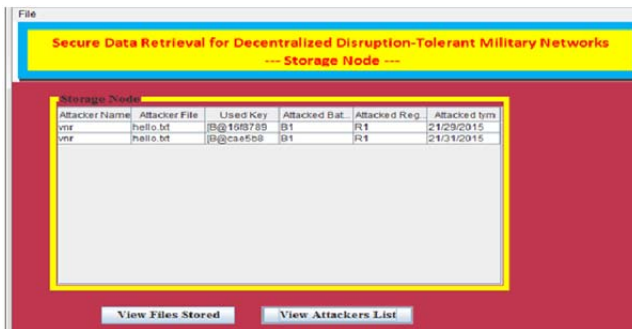 File
Secure Data Retrieval for Decentralized Disruption-Tolerant Military Networks
--- Storage Node ---
Storage Node
Attacker Name Attacker File Used Key Attacked Bat... Attacked Reg... Attacked tym
vnr hello.txt [B@16f8789 B1 R1 21/29/2015
vnr hello.txt [B@cae5b8 B1 R1 21/31/2015
View Files Stored View Attackers List